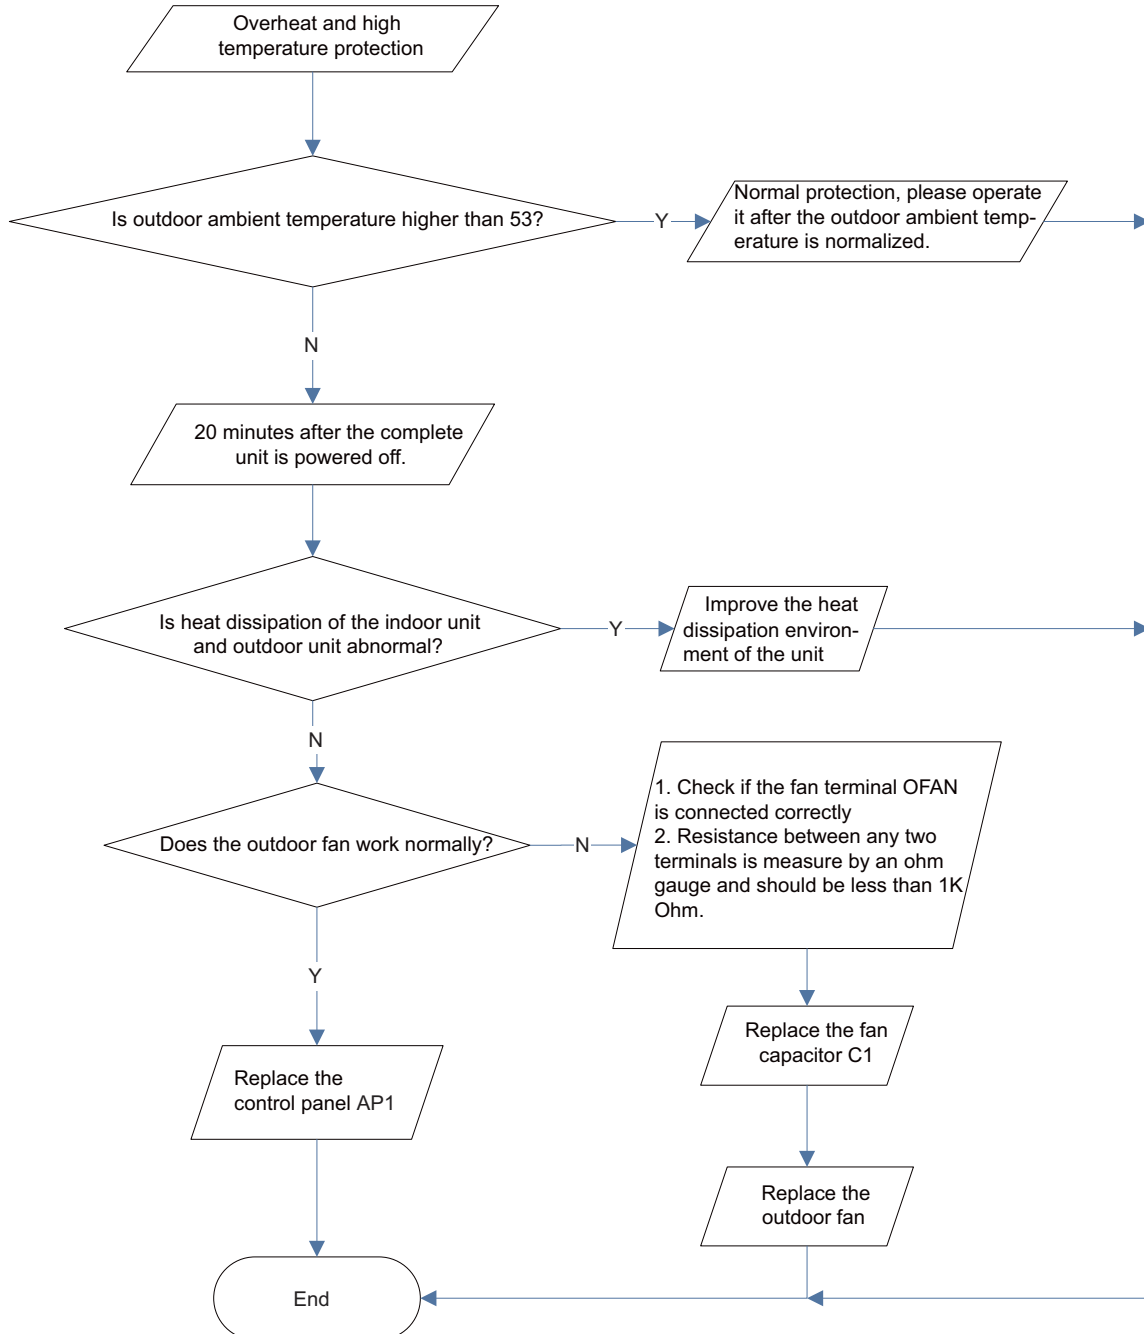 Overheat and high
temperature protection
Is outdoor ambient temperature higher than 53?
Y
Normal protection, please operate
it after the outdoor ambient temp-
erature is normalized.
N
20 minutes after the complete
unit is powered off.
Is heat dissipation of the indoor unit
and outdoor unit abnormal?
Y
Improve the heat
dissipation environ-
ment of the unit
N
Does the outdoor fan work normally?
N
1. Check if the fan terminal OFAN
is connected correctly
2. Resistance between any two
terminals is measure by an ohm
gauge and should be less than 1K
Ohm.
Y
Replace the fan
capacitor C1
Replace the
control panel AP1
Replace the
outdoor fan
End